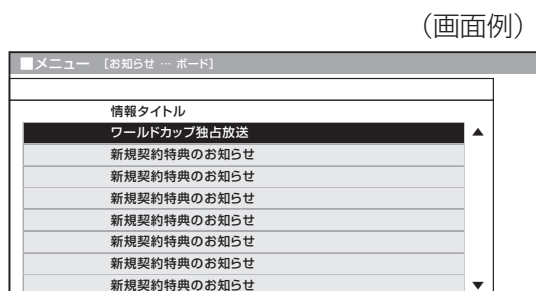 （画面例）
■メニュー ［お知らせ … ボード］
情報タイトル
ワールドカップ独占放送
新規契約特典のお知らせ
新規契約特典のお知らせ
新規契約特典のお知らせ
新規契約特典のお知らせ
新規契約特典のお知らせ
新規契約特典のお知らせ
新規契約特典のお知らせ